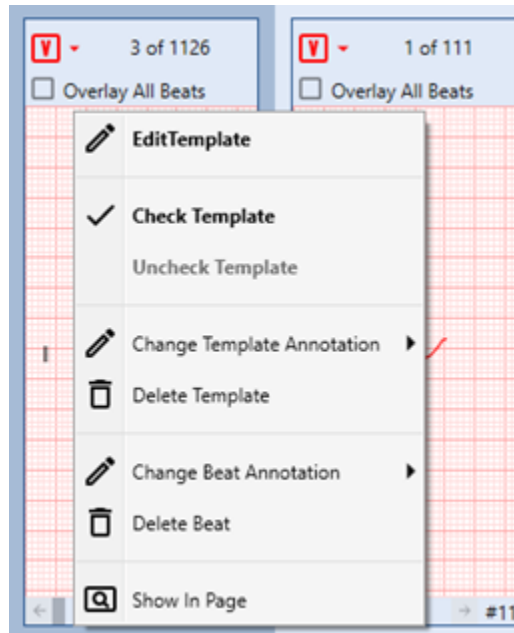 V 3 of 1126
Overlay All Beats
V 1 of 111
Overlay All Beats
EditTemplate
Check Template
Uncheck Template
I
Change Template Annotation
Delete Template
Change Beat Annotation
Delete Beat
Show In Page
#11